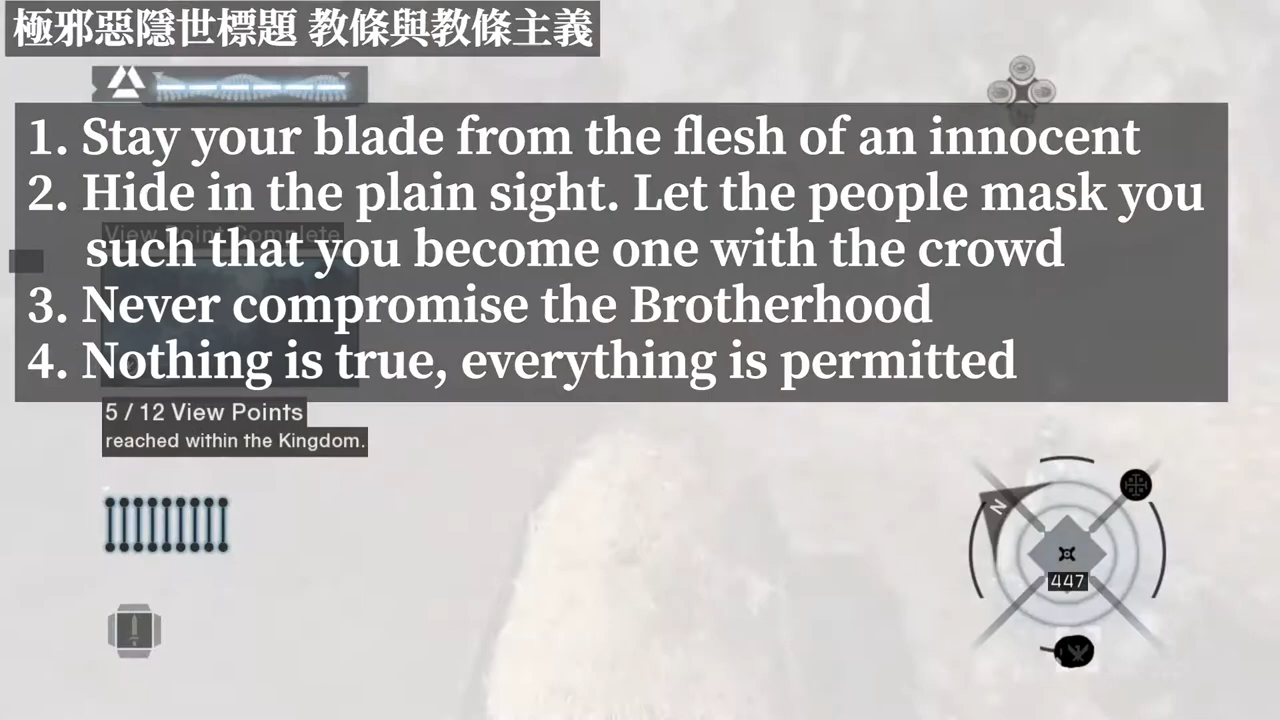 極邪惡隱世標題 教條與教條主義
1. Stay your blade from the flesh of an innocent
2. Hide in the plain sight. Let the people mask you
such that you become one with the crowd
3. Never compromise the Brotherhood
4. Nothing is true, everything is permitted
View Point Complete
5 / 12 View Points
reached within the Kingdom.
N
447